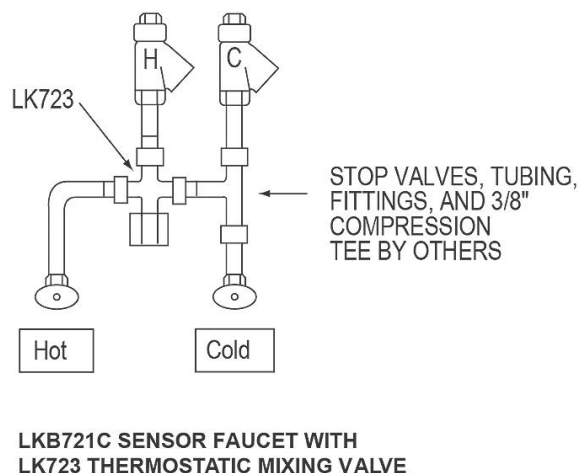 H
C
LK723
STOP VALVES, TUBING,
FITTINGS, AND 3/8"
COMPRESSION
TEE BY OTHERS
Hot
Cold
LKB721C SENSOR FAUCET WITH
LK723 THERMOSTATIC MIXING VALVE